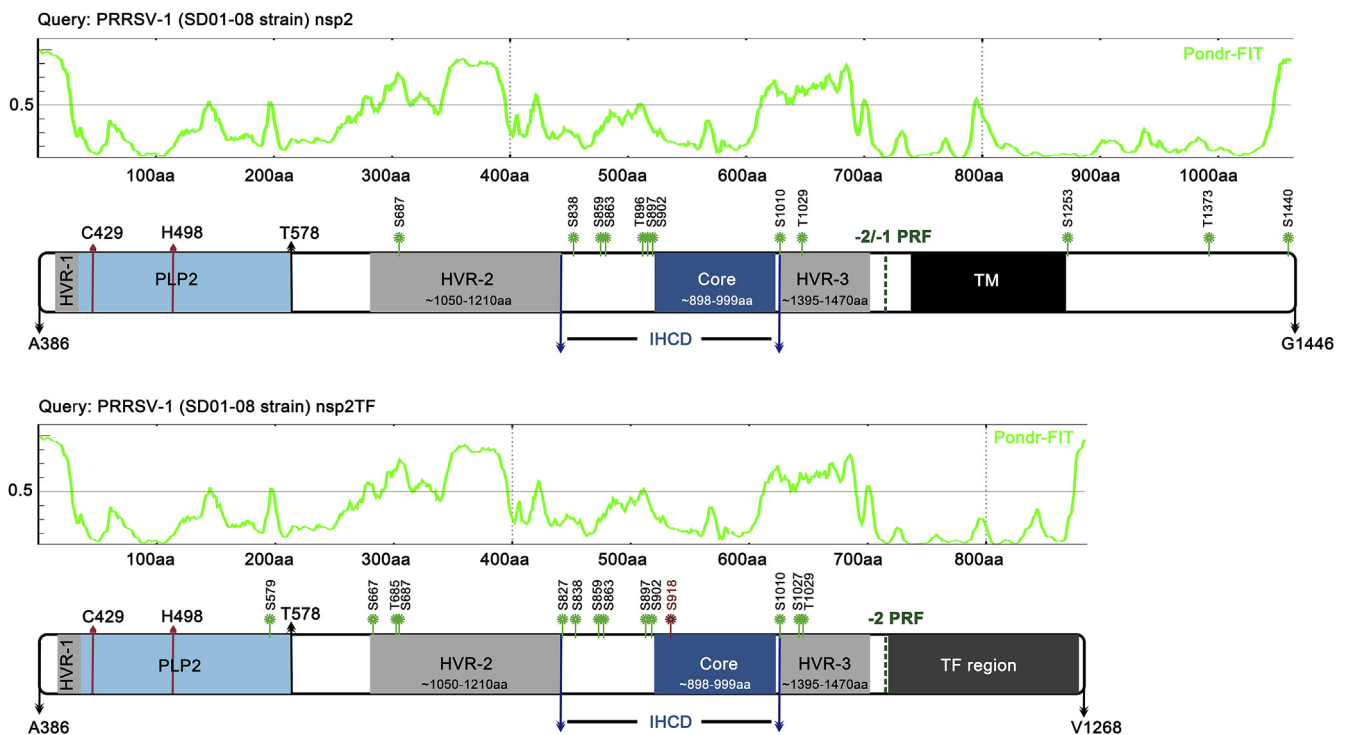 Query: PRRSV-1 (SD01-08 strain) nsp2
Pondr-FIT
0.5
100aa 200aa 300aa 400aa 500aa 600aa 700aa 800aa 900aa 1000aa
S687 S838 S859 S863 T896 S897 S902 S1010 T1029 S1253 T1373 S1440
C429 H498 T578 -2/-1 PRF
HVR-1 PLP2 HVR-2 Core HVR-3 TM
~1050-1210aa ~898-999aa ~1395-1470aa
A386 IHCD G1446
Query: PRRSV-1 (SD01-08 strain) nsp2TF
Pondr-FIT
0.5
100aa 200aa 300aa 400aa 500aa 600aa 700aa 800aa
S579 S667 T685 S687 S827 S838 S859 S863 S897 S902 S918 S1010 S1027 T1029
C429 H498 T578 -2 PRF
HVR-1 PLP2 HVR-2 Core HVR-3 TF region
~1050-1210aa ~898-999aa ~1395-1470aa
A386 IHCD V1268